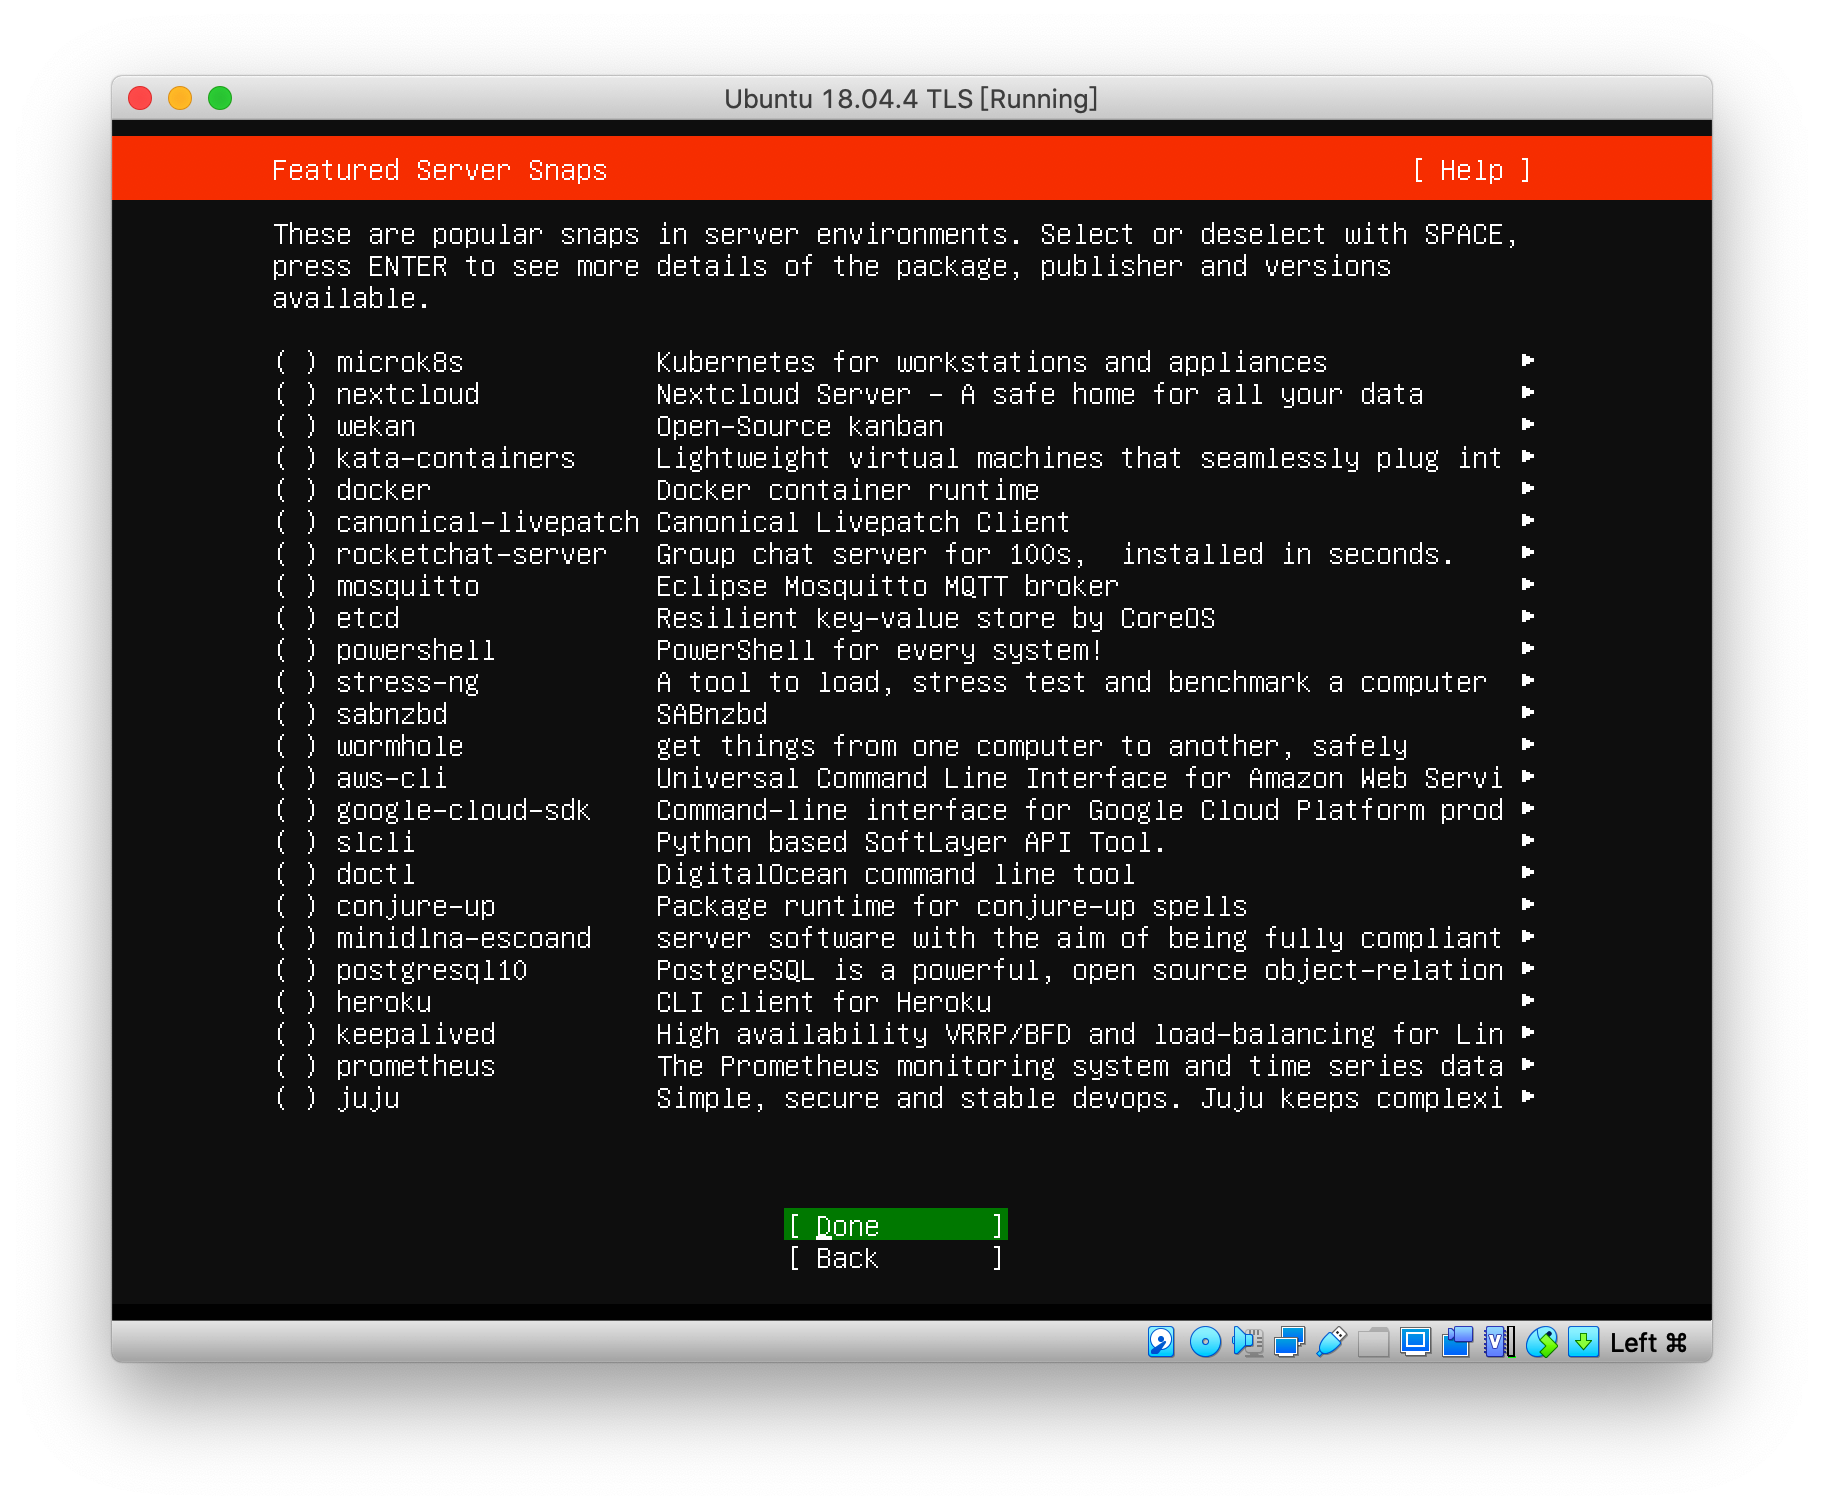 Ubuntu 18.04.4 TLS [Running]
Featured Server Snaps [ Help ]
These are popular snaps in server environments. Select or deselect with SPACE,
press ENTER to see more details of the package, publisher and versions
available.
( ) microk8s Kubernetes for workstations and appliances ►
( ) nextcloud Nextcloud Server - A safe home for all your data ►
( ) wekan Open-Source kanban ►
( ) kata-containers Lightweight virtual machines that seamlessly plug int ►
( ) docker Docker container runtime ►
( ) canonical-livepatch Canonical Livepatch Client ►
( ) rocketchat-server Group chat server for 100s,  installed in seconds. ►
( ) mosquitto Eclipse Mosquitto MQTT broker ►
( ) etcd Resilient key-value store by CoreOS ►
( ) powershell PowerShell for every system! ►
( ) stress-ng A tool to load, stress test and benchmark a computer ►
( ) sabnzbd SABnzbd ►
( ) wormhole get things from one computer to another, safely ►
( ) aws-cli Universal Command Line Interface for Amazon Web Servi ►
( ) google-cloud-sdk Command-line interface for Google Cloud Platform prod ►
( ) slcli Python based SoftLayer API Tool. ►
( ) doctl DigitalOcean command line tool ►
( ) conjure-up Package runtime for conjure-up spells ►
( ) minidlna-escoand server software with the aim of being fully compliant ►
( ) postgresql10 PostgreSQL is a powerful, open source object-relation ►
( ) heroku CLI client for Heroku ►
( ) keepalived High availability VRRP/BFD and load-balancing for Lin ►
( ) prometheus The Prometheus monitoring system and time series data ►
( ) juju Simple, secure and stable devops. Juju keeps complexi ►
[ Done ]
[ Back ]
Left ⌘